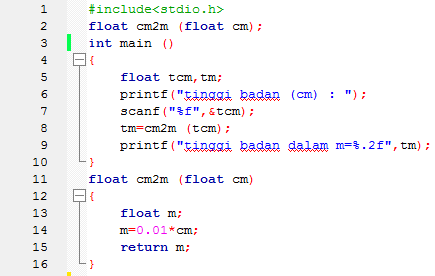 1 #include<stdio.h>
2 float cm2m (float cm);
3 int main ()
4 {
5 float tcm,tm;
6 printf("tinggi badan (cm) : ");
7 scanf("%f",&tcm);
8 tm=cm2m (tcm);
9 printf("tinggi badan dalam m=%.2f",tm);
10 }
11 float cm2m (float cm)
12 {
13 float m;
14 m=0.01*cm;
15 return m;
16 }